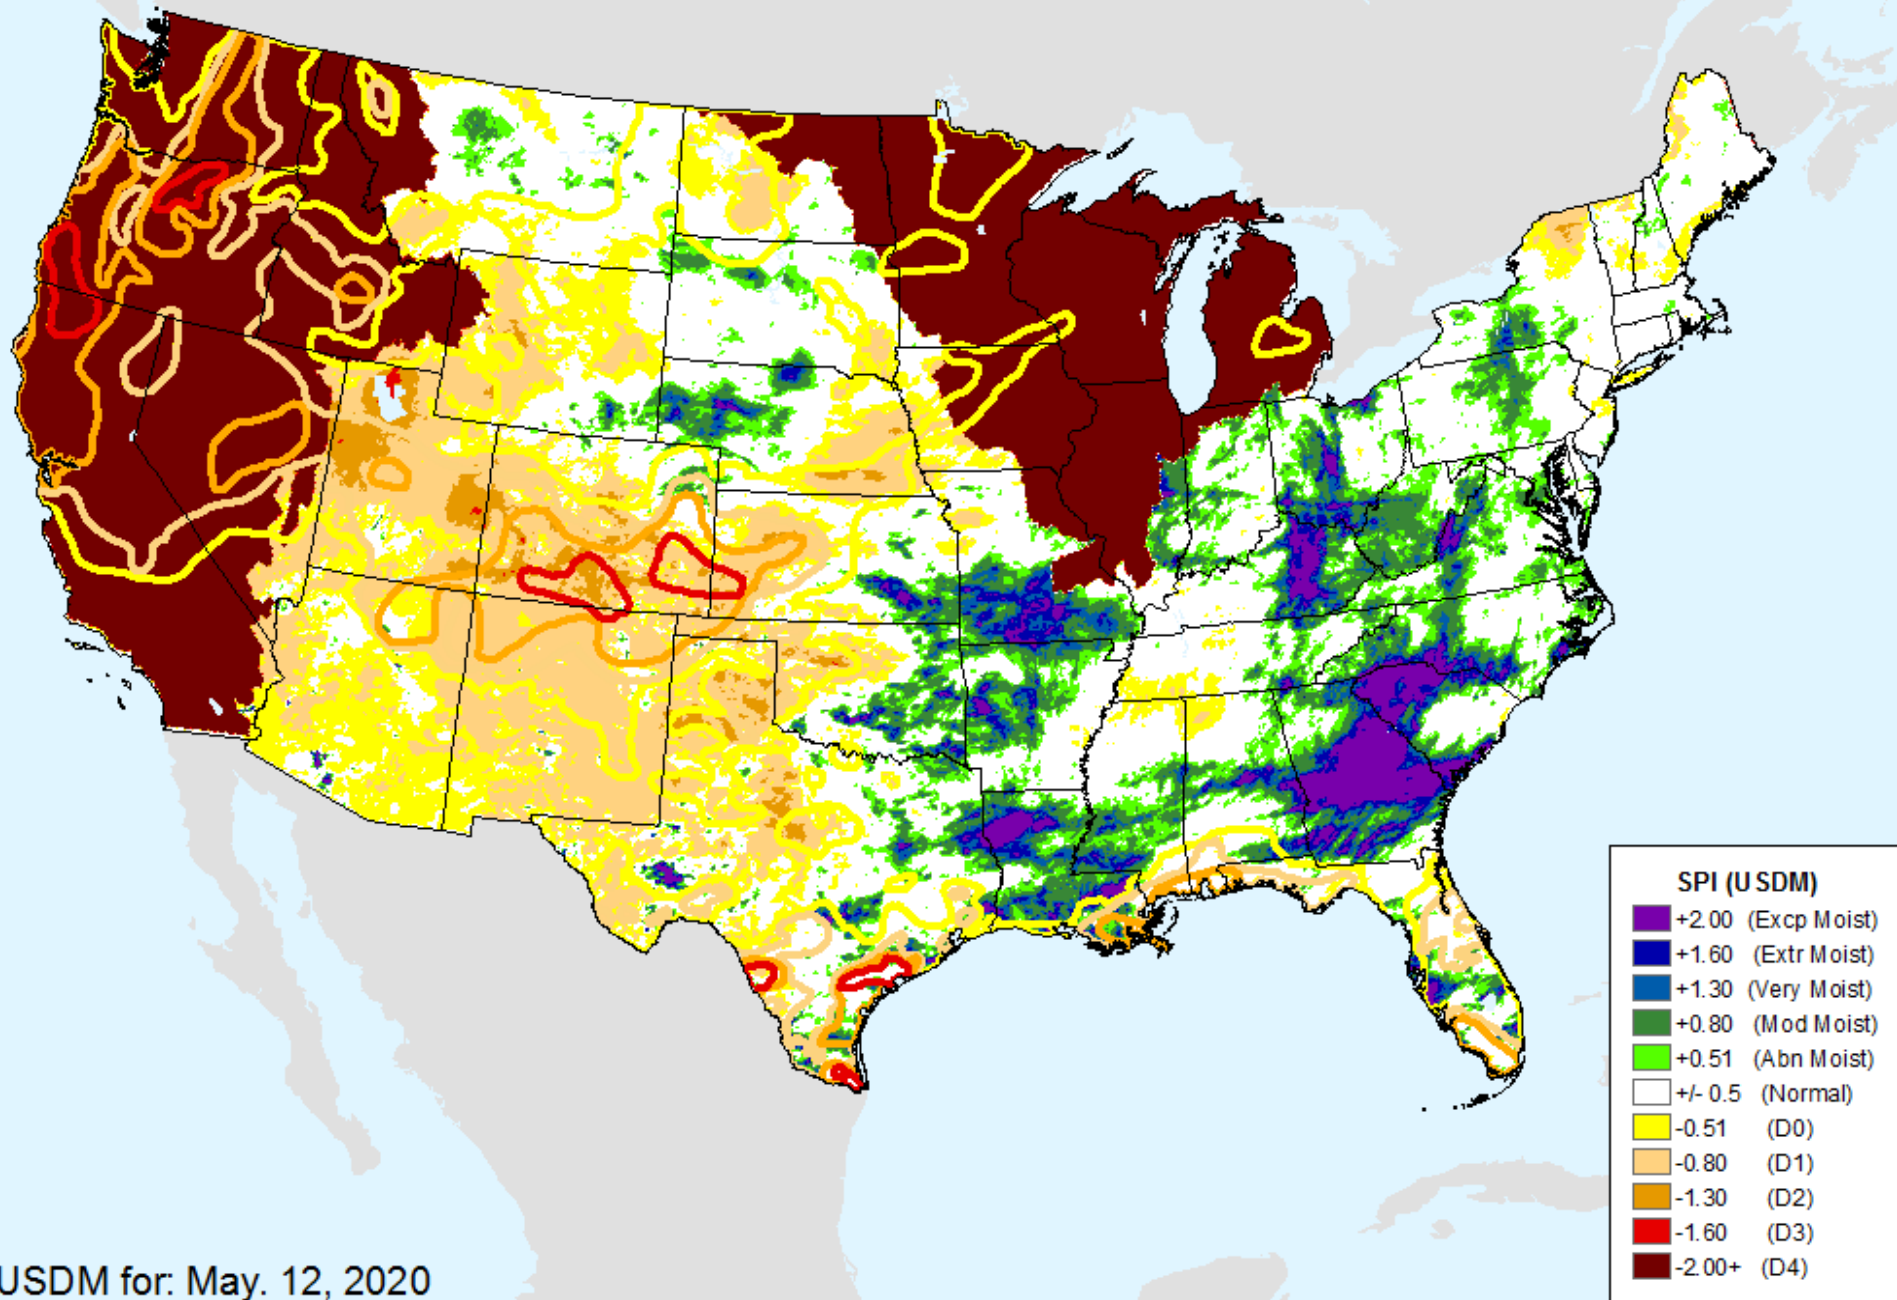 SPI (USDM)
+2.00 (Excp Moist)
+1.60 (Extr Moist)
+1.30 (Very Moist)
+0.80 (Mod Moist)
+0.51 (Abn Moist)
+/- 0.5 (Normal)
-0.51 (D0)
-0.80 (D1)
-1.30 (D2)
-1.60 (D3)
-2.00+ (D4)
USDM for: May. 12, 2020